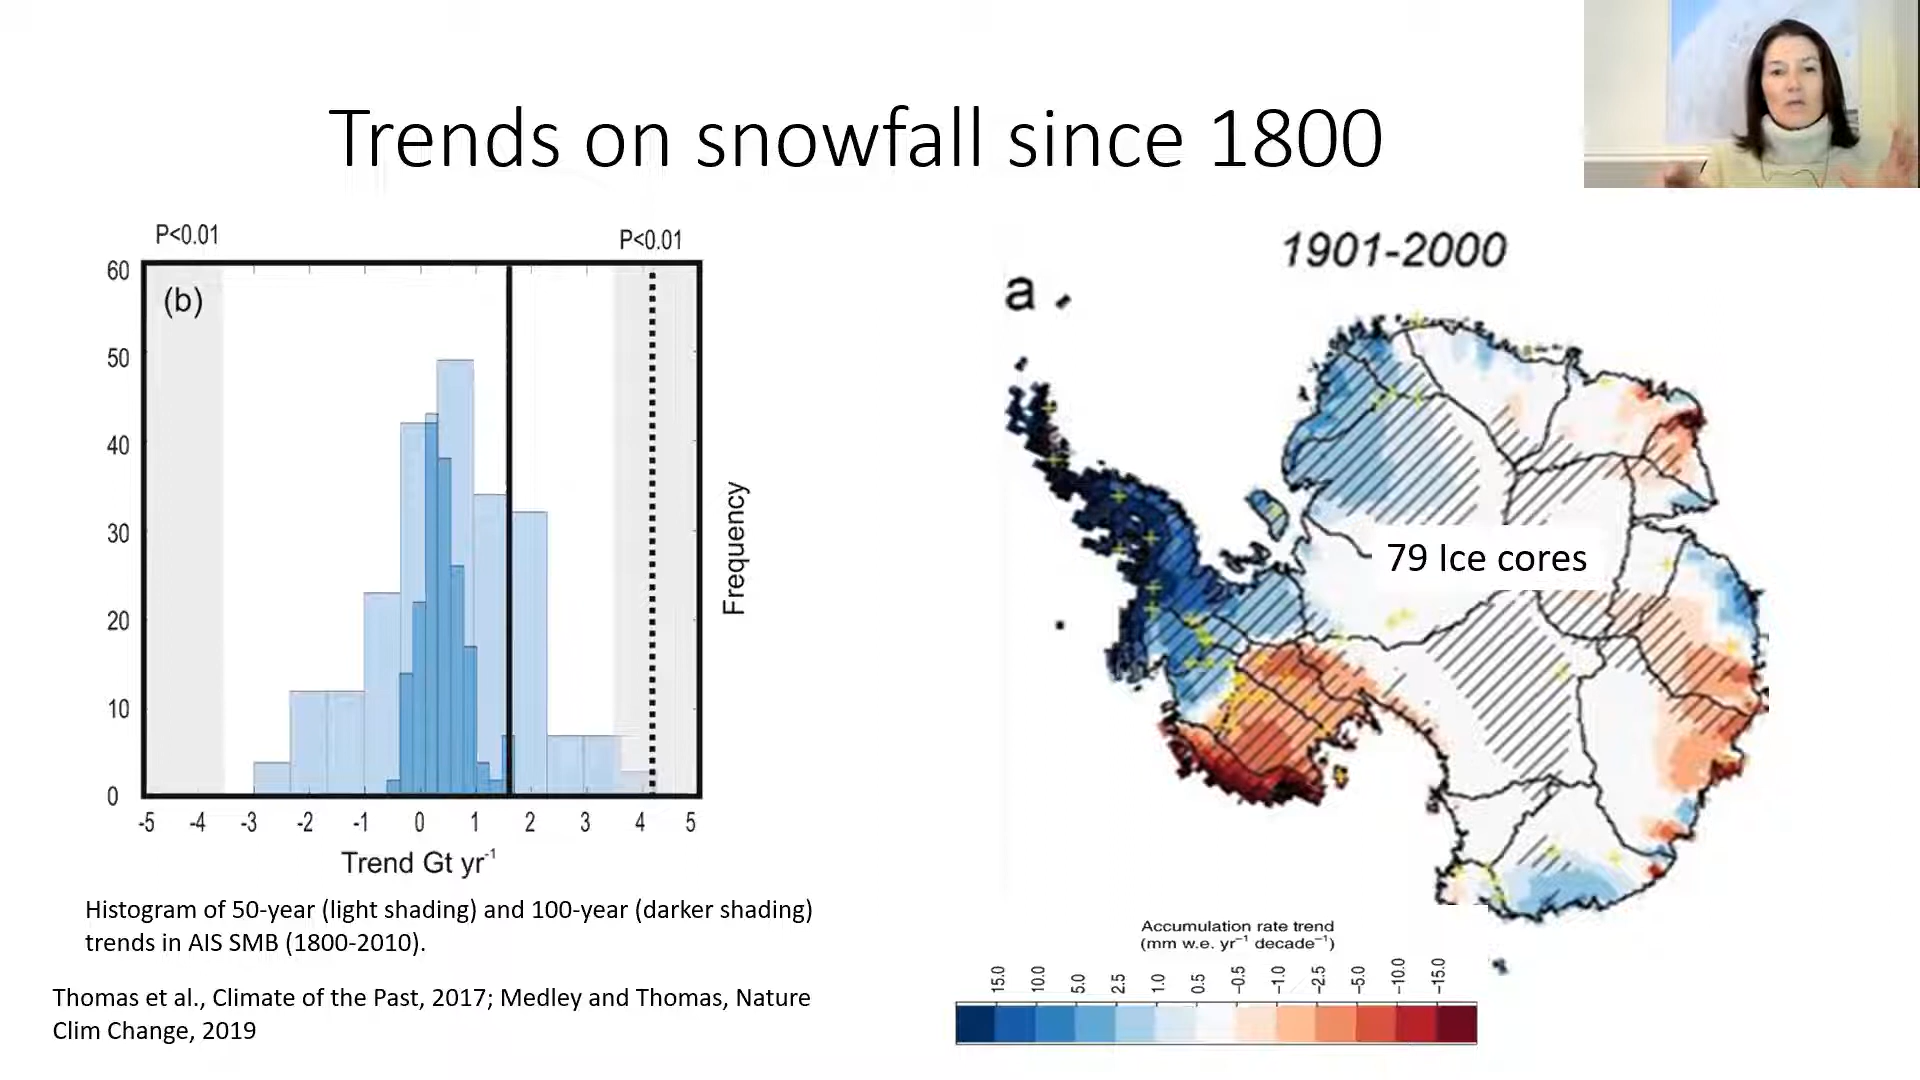 Trends on snowfall since 1800
P<0.01
P<0.01
60
50
40
30
20
10
0
(b)
-5 -4 -3 -2 -1 0 1 2 3 4 5
Trend Gt yr⁻¹
Frequency
Histogram of 50-year (light shading) and 100-year (darker shading)
trends in AIS SMB (1800-2010).
Thomas et al., Climate of the Past, 2017; Medley and Thomas, Nature
Clim Change, 2019
1901-2000
a
79 Ice cores
Accumulation rate trend
(mm w.e. yr⁻¹ decade⁻¹)
15.0 10.0 5.0 2.5 1.0 0.5 −0.5 −1.0 −2.5 −5.0 −10.0 −15.0